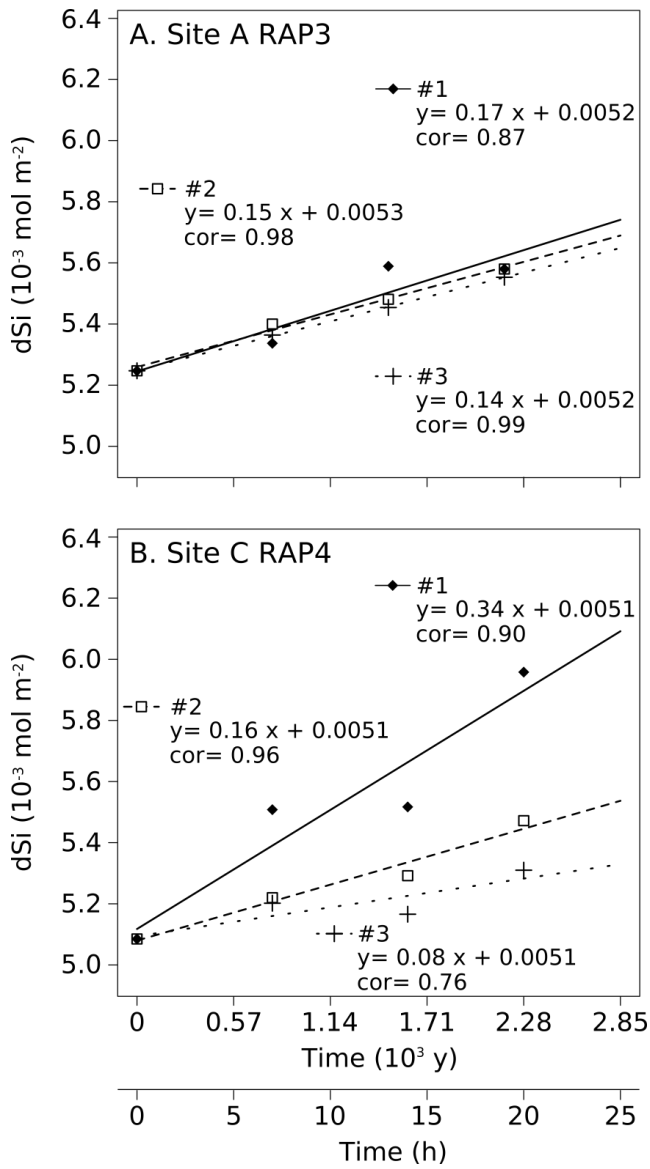 A. Site A RAP3
6.4
6.2
6.0
5.8
5.6
5.4
5.2
5.0
dSi (10⁻³ mol m⁻²)
#1
y= 0.17 x + 0.0052
cor= 0.87
#2
y= 0.15 x + 0.0053
cor= 0.98
#3
y= 0.14 x + 0.0052
cor= 0.99
B. Site C RAP4
6.4
6.2
6.0
5.8
5.6
5.4
5.2
5.0
dSi (10⁻³ mol m⁻²)
#1
y= 0.34 x + 0.0051
cor= 0.90
#2
y= 0.16 x + 0.0051
cor= 0.96
#3
y= 0.08 x + 0.0051
cor= 0.76
0 0.57 1.14 1.71 2.28 2.85
Time (10³ y)
0 5 10 15 20 25
Time (h)